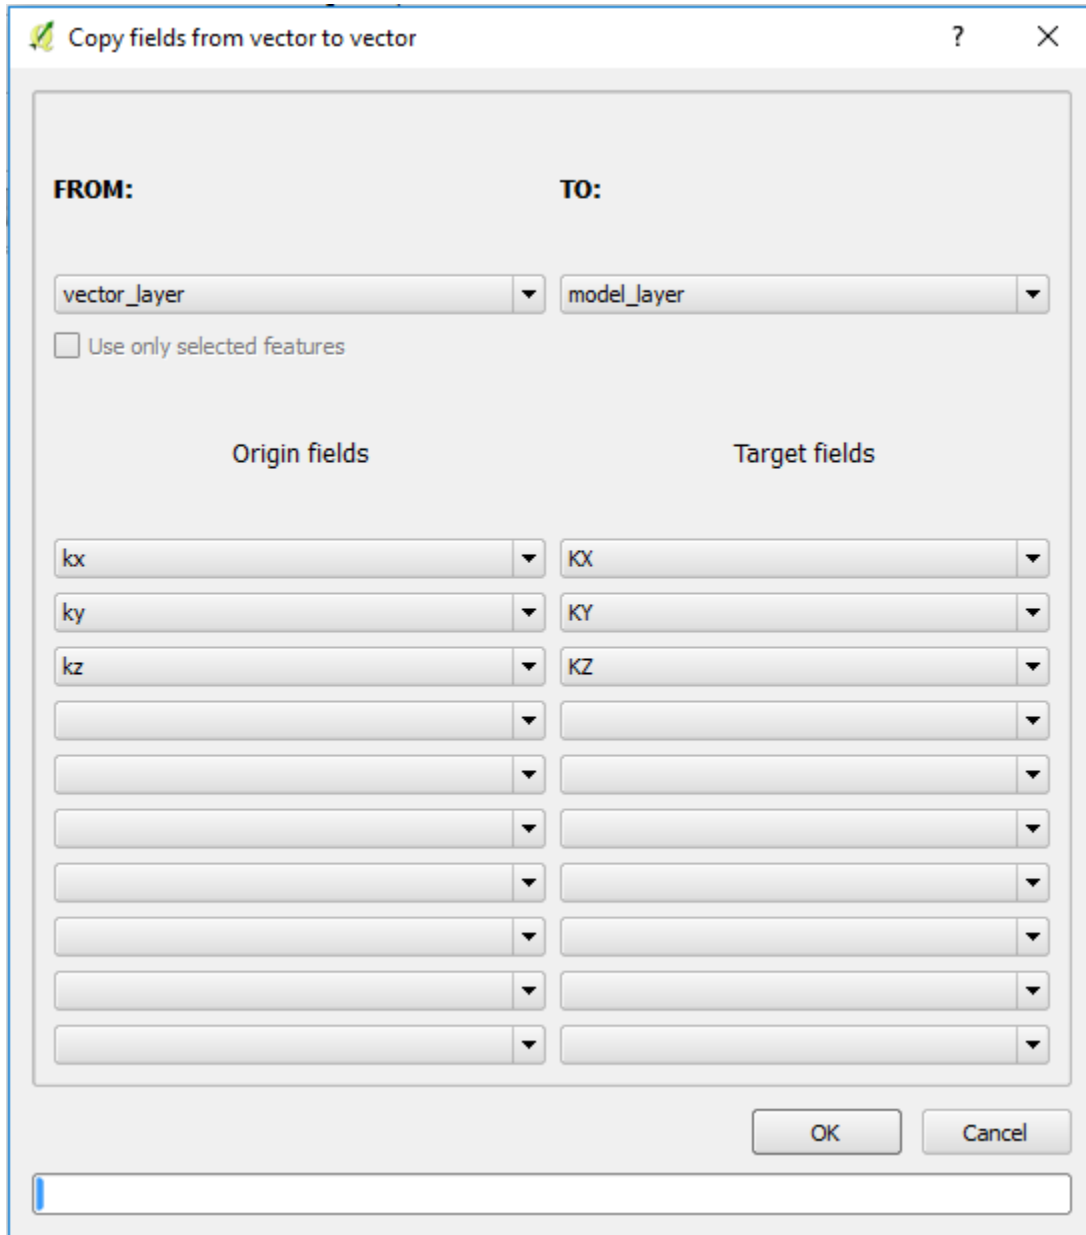 Copy fields from vector to vector ?
FROM: TO:
vector_layer model_layer
Use only selected features
Origin fields Target fields
kx KX
ky KY
kz KZ
OK Cancel